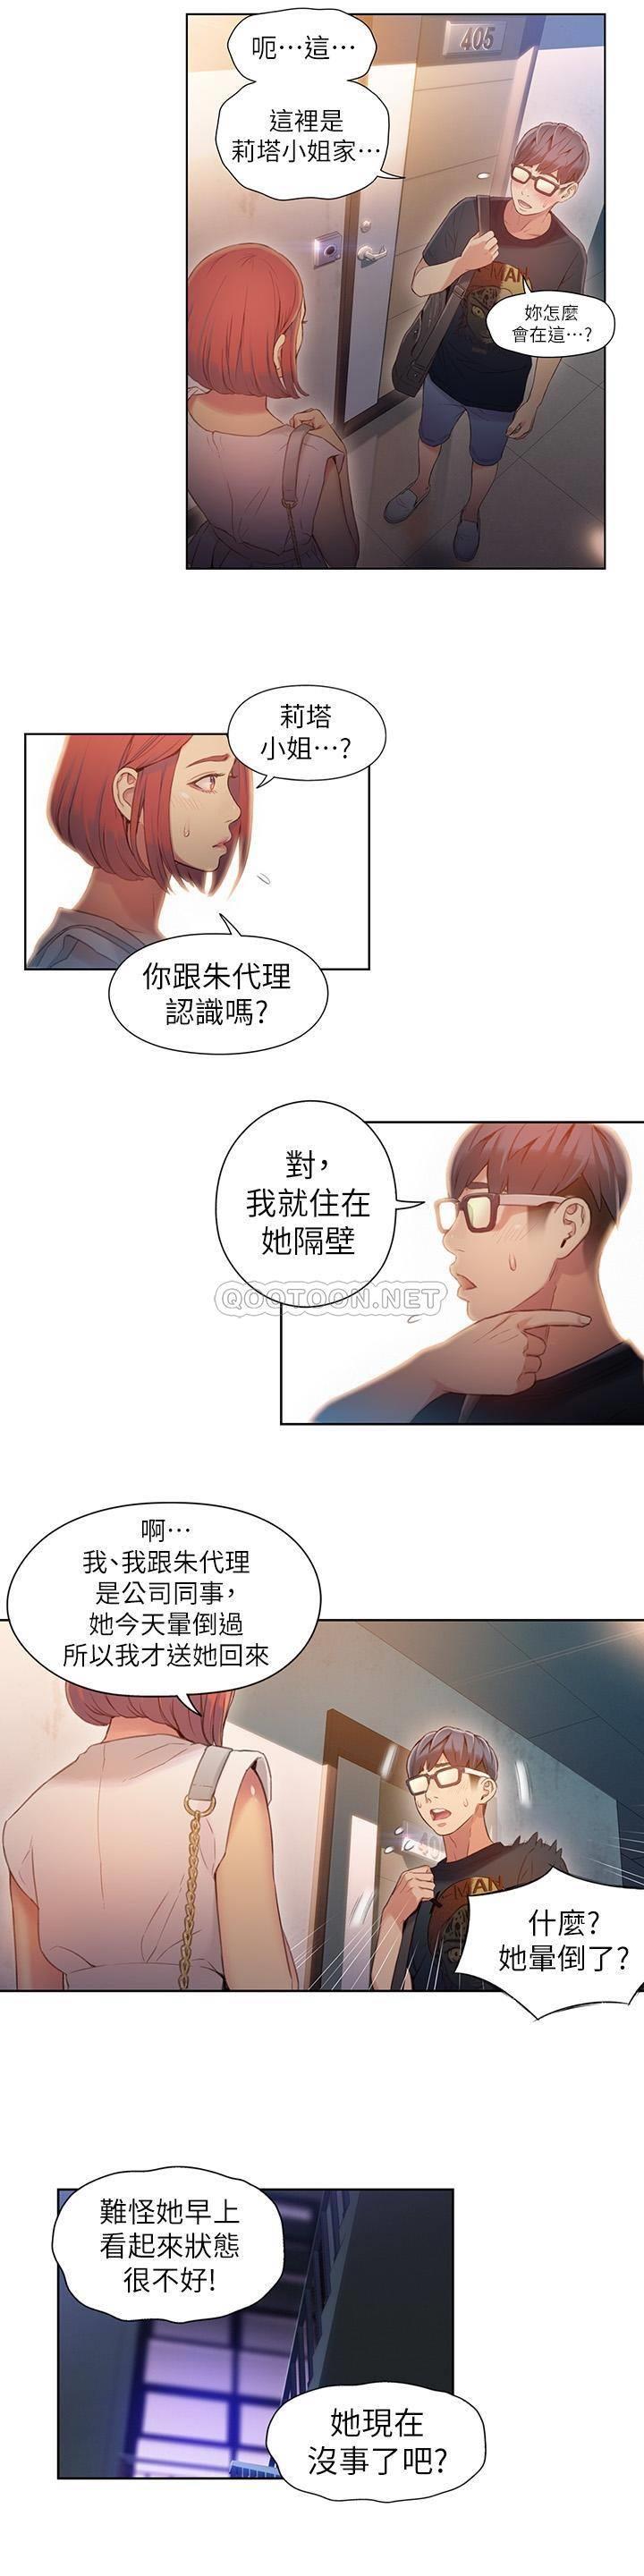 呃⋯這⋯
這裡是
莉塔小姐家⋯
405
MAN
妳怎麼
會在這⋯?
莉塔
小姐⋯?
你跟朱代理
認識嗎?
對,
我就住在
她隔壁
QOOTOON.NET
啊⋯
我、我跟朱代理
是公司同事,
她今天暈倒過
所以我才送她回來
40
-MAN
什麼?
她暈倒了?
難怪她早上
看起來狀態
很不好!
她現在
沒事了吧?